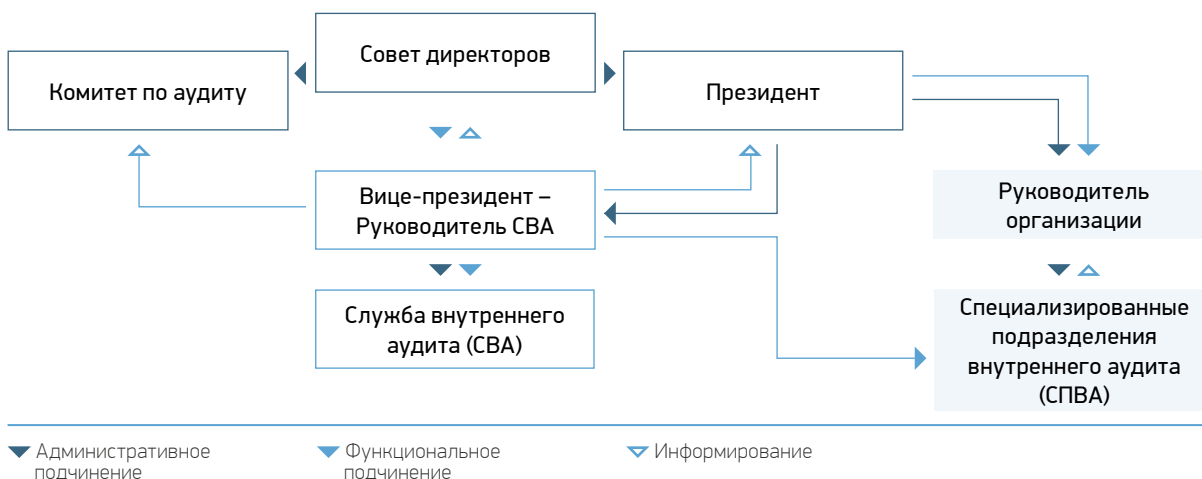 Совет директоров
Комитет по аудиту
Президент
Вице-президент –
Руководитель СВА
Руководитель
организации
Служба внутреннего
аудита (СВА)
Специализированные
подразделения
внутреннего аудита
(СПВА)
Административное
подчинение
Функциональное
подчинение
Информирование